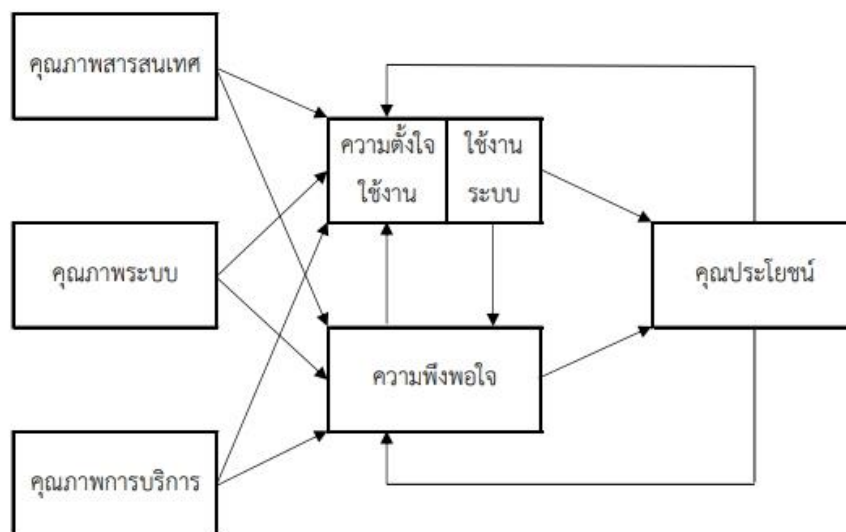 คุณภาพสารสนเทศ
ความตั้งใจ
ใช้งาน
ใช้งาน
ระบบ
คุณภาพระบบ
คุณประโยชน์
ความพึงพอใจ
คุณภาพการบริการ